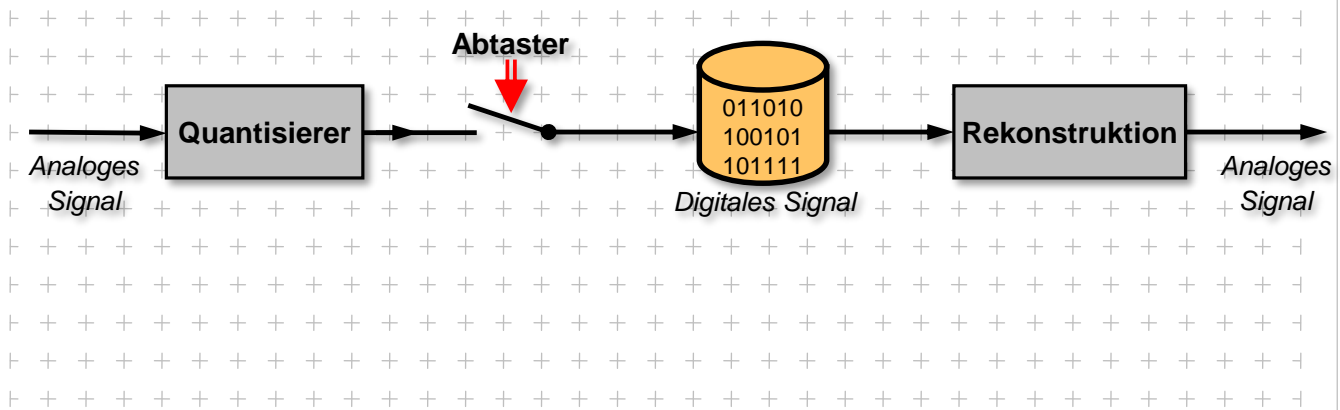 Abtaster
Quantisierer
011010
100101
101111
Rekonstruktion
Analoges
Signal
Digitales Signal
Analoges
Signal